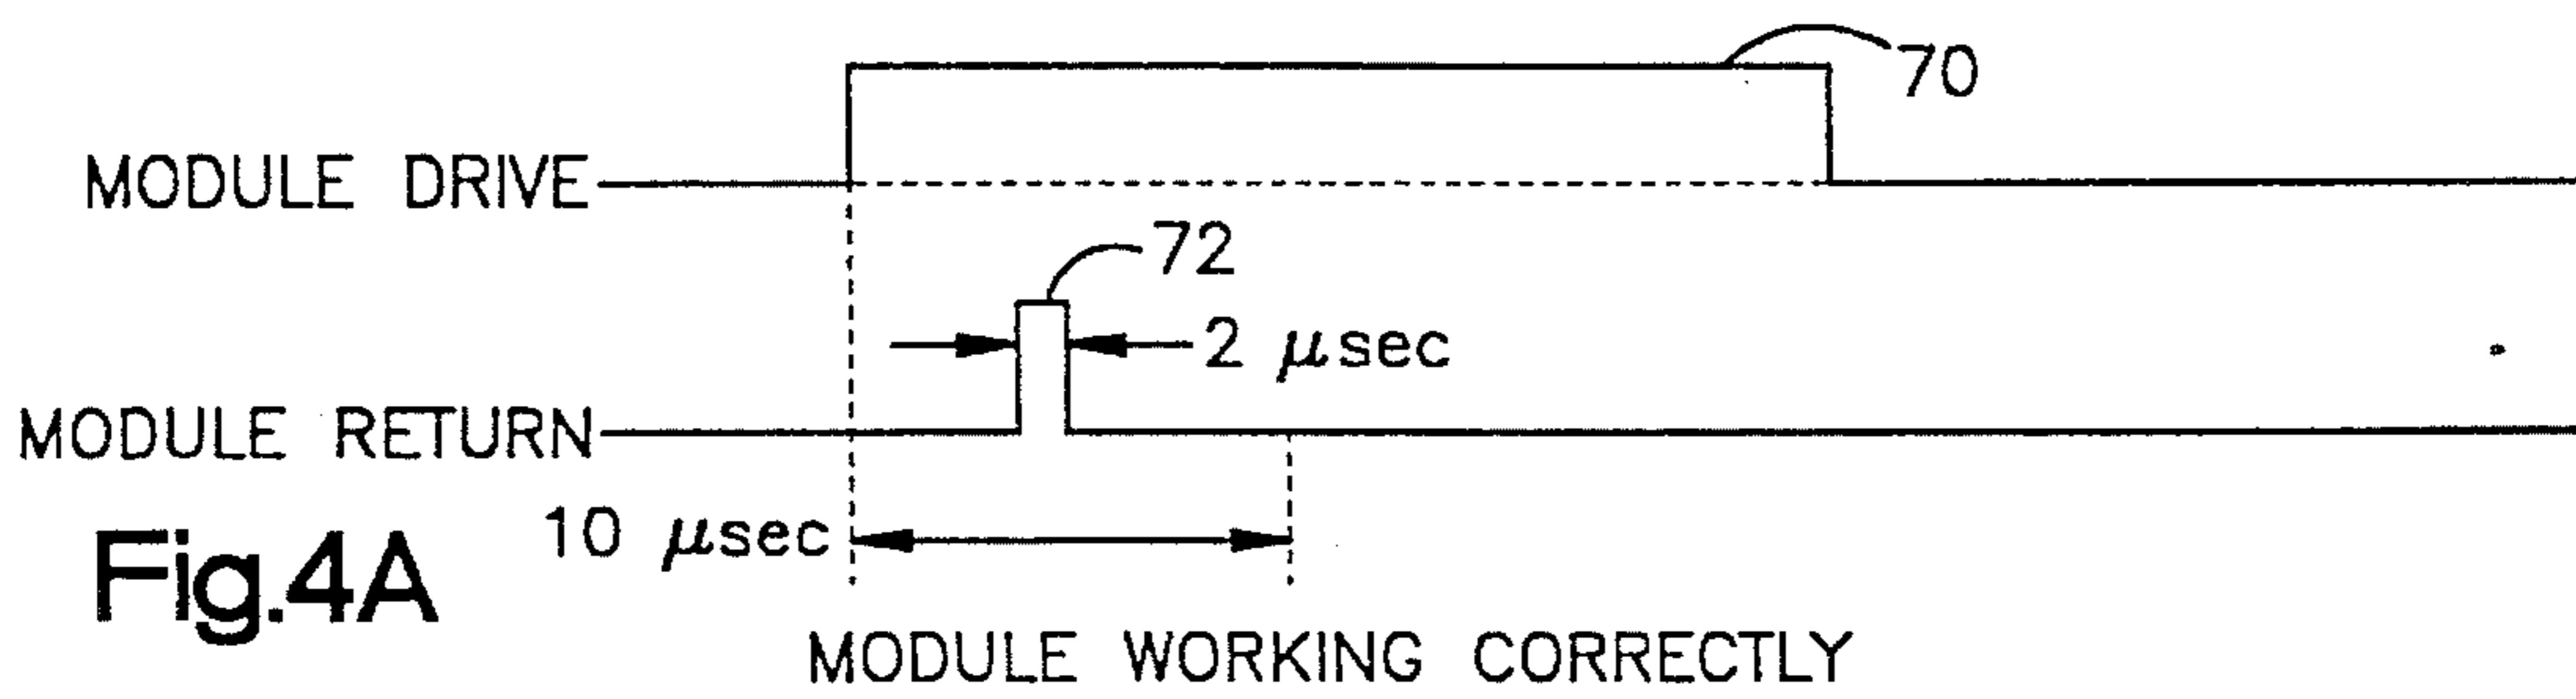 70
MODULE DRIVE
72
2 μsec
MODULE RETURN
10 μsec
Fig.4A
MODULE WORKING CORRECTLY